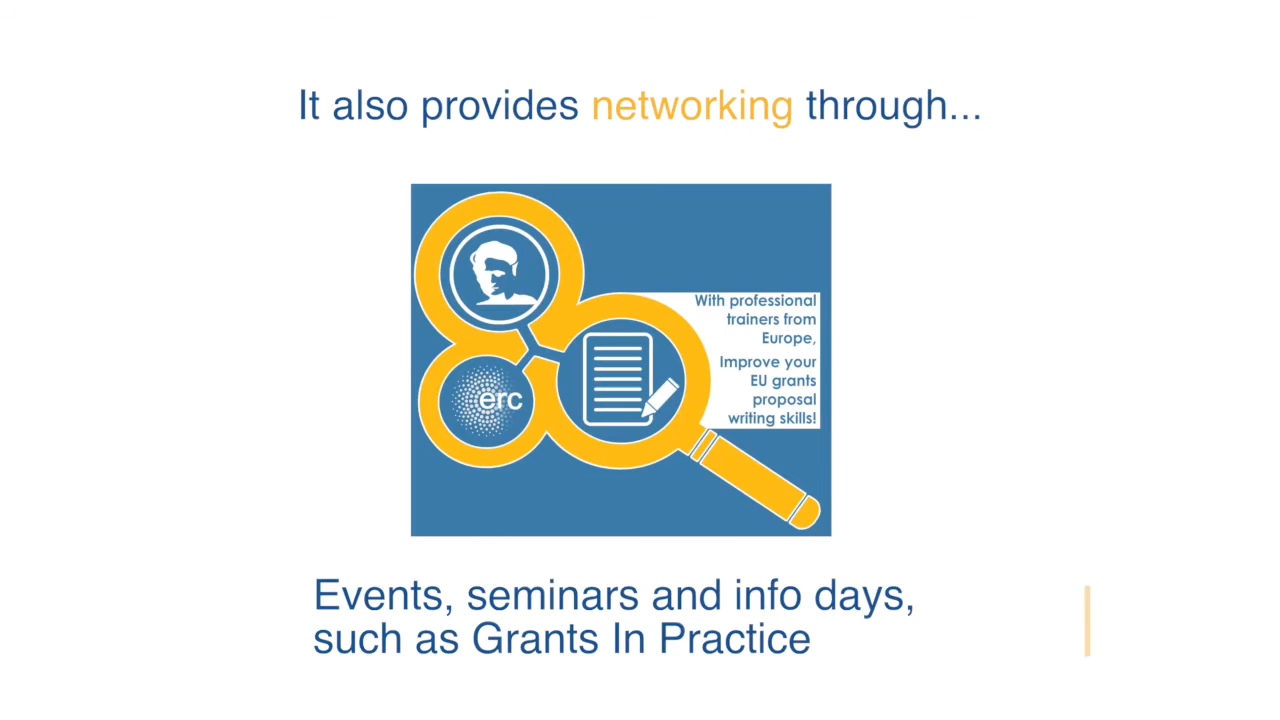 It also provides networking through...
With professional
trainers from
Europe,
Improve your
EU grants
proposal
writing skills!
erc
Events, seminars and info days,
such as Grants In Practice